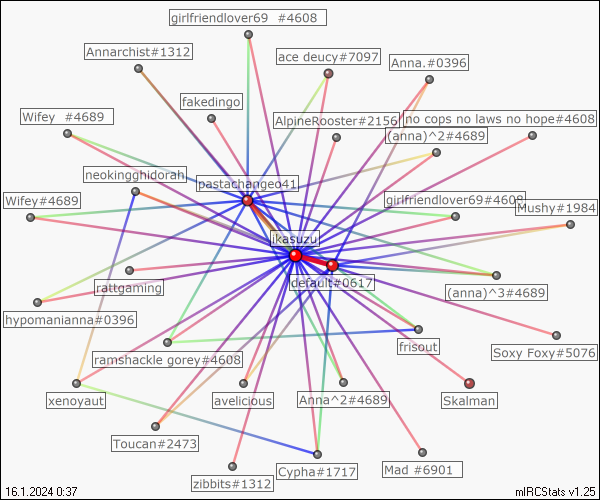 girlfriendlover69  #4608
Annarchist#1312
ace deucy#7097
Anna.#0396
fakedingo
Wifey  #4689
AlpineRooster#2156
no cops no laws no hope#4608
(anna)^2#4689
neokingghidorah
pastachangeo41
Wifey#4689
girlfriendlover69#4608
Mushy#1984
ikasuzu
rattgaming
default#0617
(anna)^3#4689
hypomanianna#0396
ramshackle gorey#4608
frisout
Soxy Foxy#5076
xenoyaut
avelicious
Anna^2#4689
Skalman
Toucan#2473
zibbits#1312
Cypha#1717
Mad #6901
16.1.2024 0:37
mIRCStats v1.25